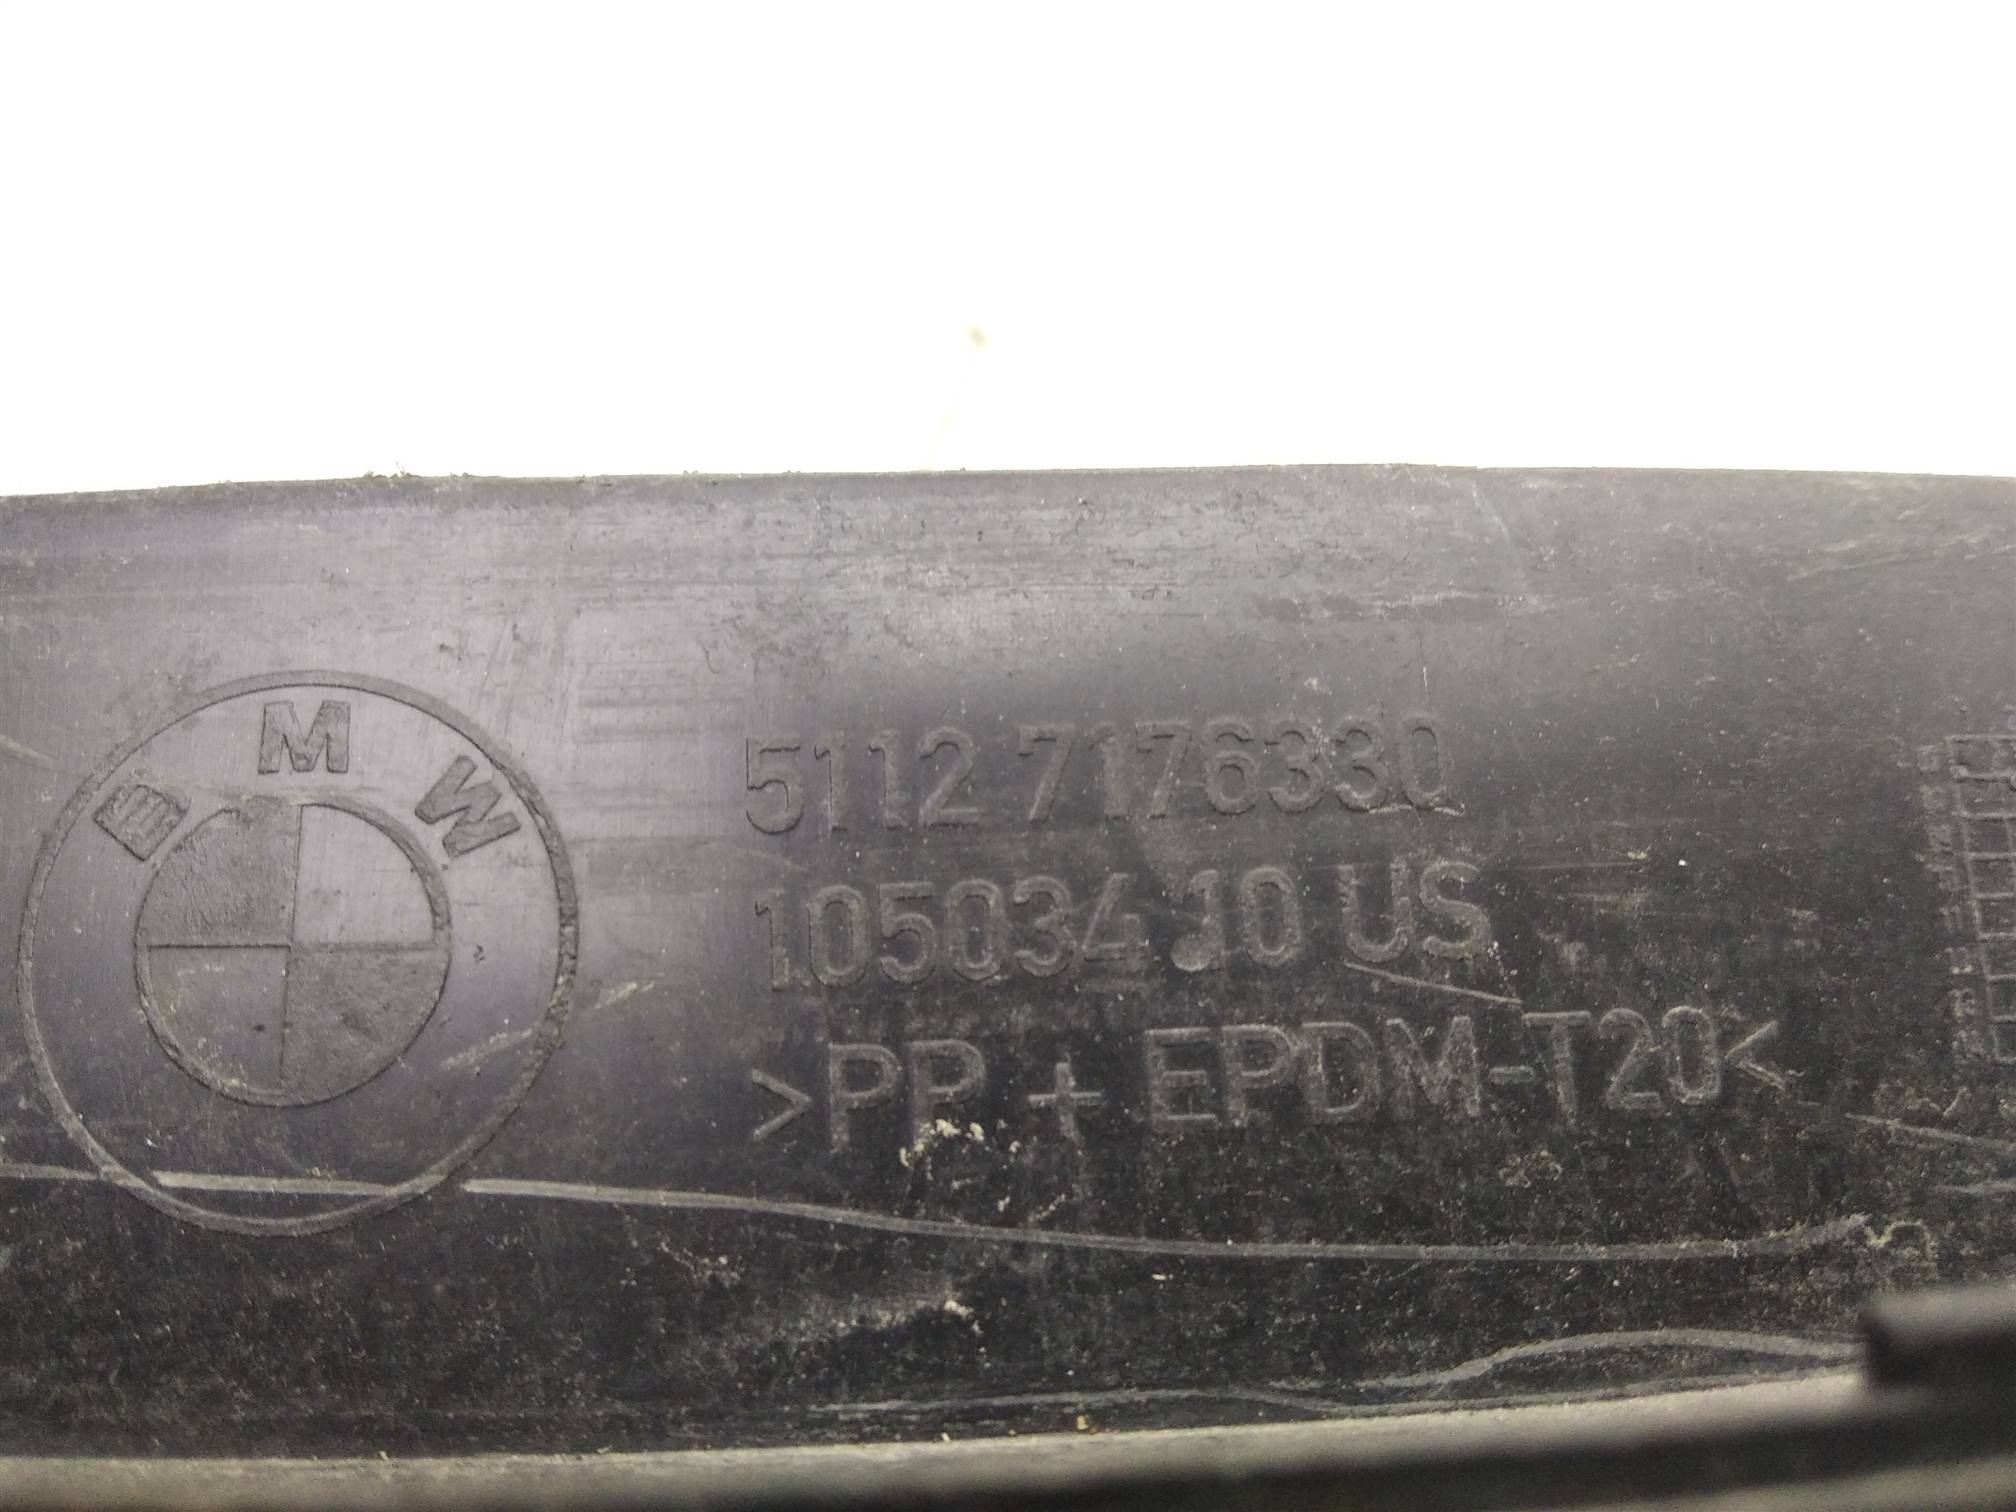 BMW
5112 7176330
105034 10 US
>PP + EPDM-T20<